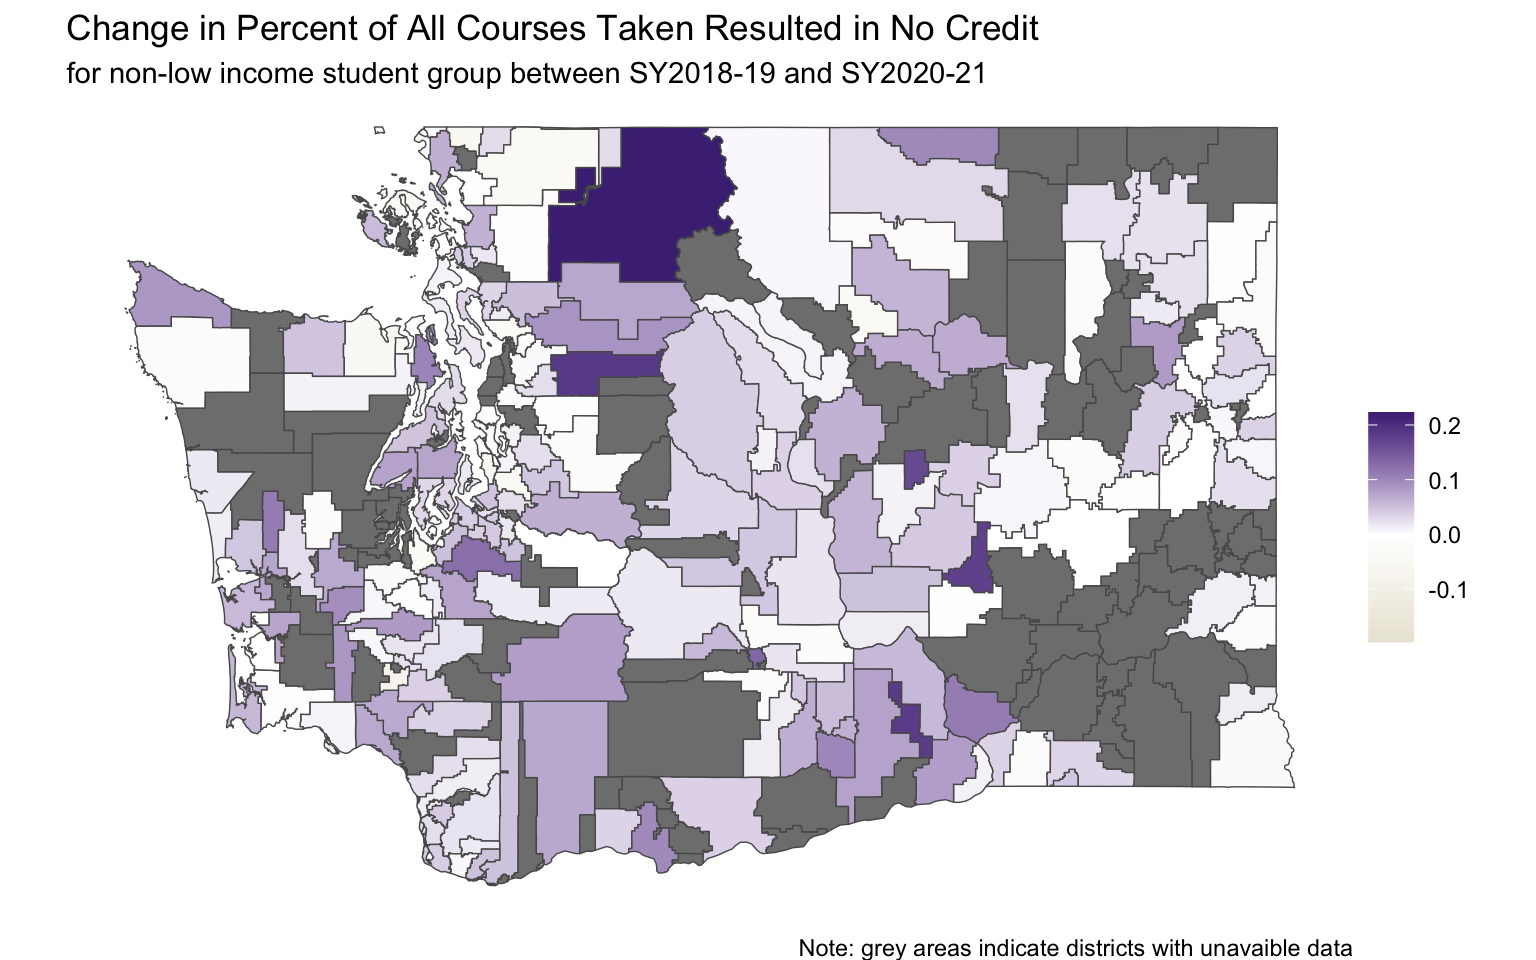 Change in Percent of All Courses Taken Resulted in No Credit
for non-low income student group between SY2018-19 and SY2020-21
0.2
0.1
0.0
-0.1
Note: grey areas indicate districts with unavaible data